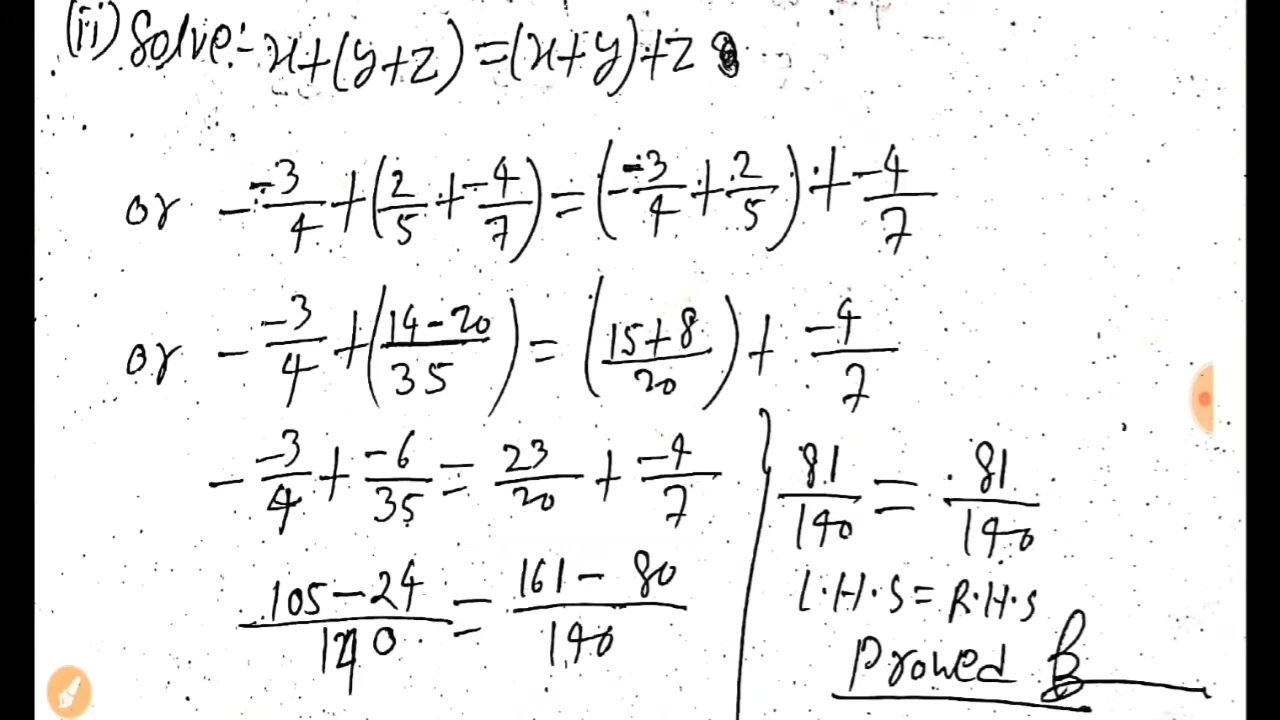 (ii) Solve:- x+(y+z)=(x+y)+z
or - -3/4 + (2/5 + -4/7) = (- -3/4 + 2/5) + -4/7
or - -3/4 + (14-20/35) = (15+8/20) + -4/7
- -3/4 + -6/35 = 23/20 + -4/7
105-24/140 = 161-80/140
81/140 = 81/140
L.H.S = R.H.S
Proved